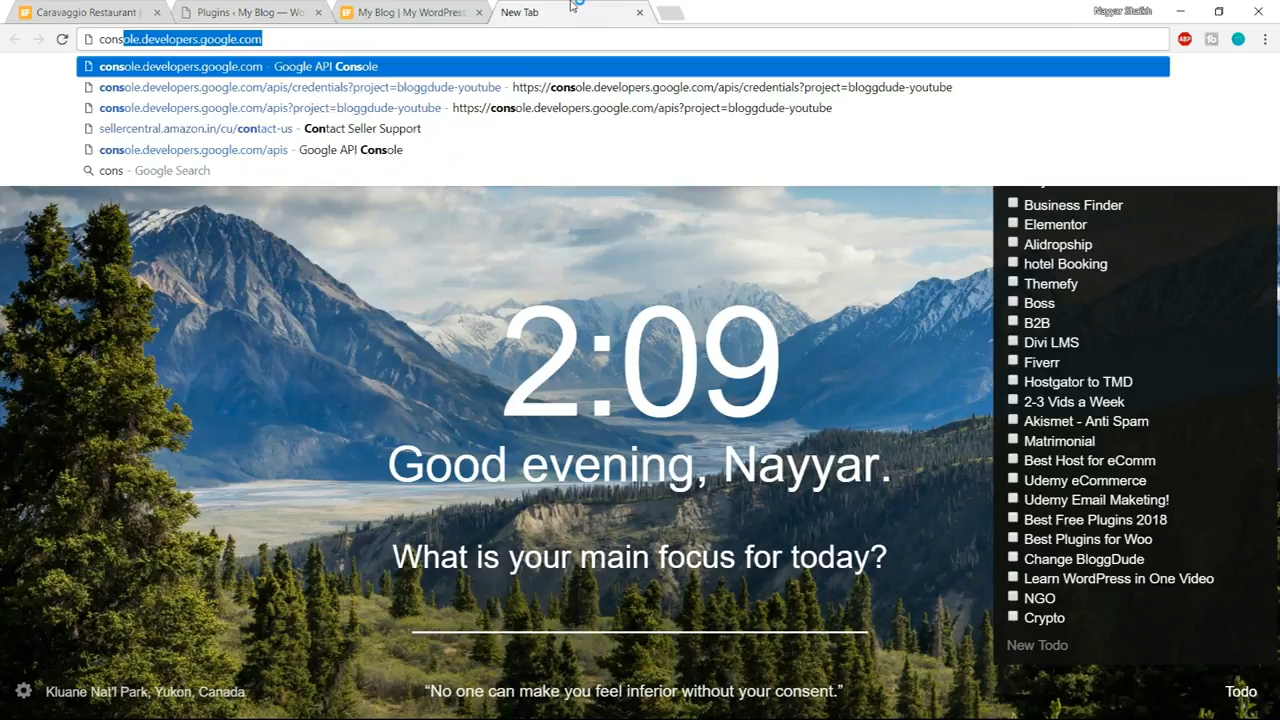 Caravaggio Restaurant |
Plugins ‹ My Blog — Wo
My Blog | My WordPress
New Tab
Nayyar Shaikh
console.developers.google.com
console.developers.google.com - Google API Console
console.developers.google.com/apis/credentials?project=bloggdude-youtube - https://console.developers.google.com/apis/credentials?project=bloggdude-youtube
console.developers.google.com/apis?project=bloggdude-youtube - https://console.developers.google.com/apis?project=bloggdude-youtube
sellercentral.amazon.in/cu/contact-us - Contact Seller Support
console.developers.google.com/apis - Google API Console
cons - Google Search
Business Finder
Elementor
Alidropship
hotel Booking
Themefy
Boss
B2B
Divi LMS
Fiverr
Hostgator to TMD
2-3 Vids a Week
Akismet - Anti Spam
Matrimonial
Best Host for eComm
Udemy eCommerce
Udemy Email Maketing!
Best Free Plugins 2018
Best Plugins for Woo
Change BloggDude
Learn WordPress in One Video
NGO
Crypto
New Todo
2:09
Good evening, Nayyar.
What is your main focus for today?
Kluane Nat'l Park, Yukon, Canada
“No one can make you feel inferior without your consent.”
Todo